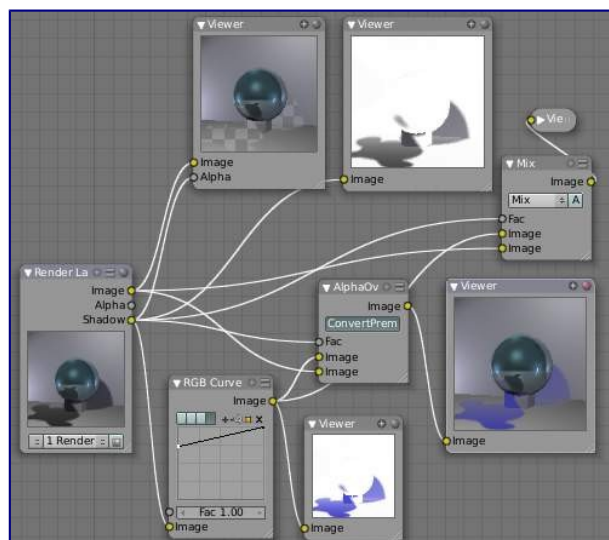 Viewer
Image
Alpha
Viewer
Image
Vie
Mix
Image
Mix
A
Fac
Image
Image
Render La
Image
Alpha
Shadow
1 Render
AlphaOv
Image
ConvertPrem
Fac
Image
Image
Viewer
Image
RGB Curve
Image
X
Fac 1.00
Image
Viewer
Image